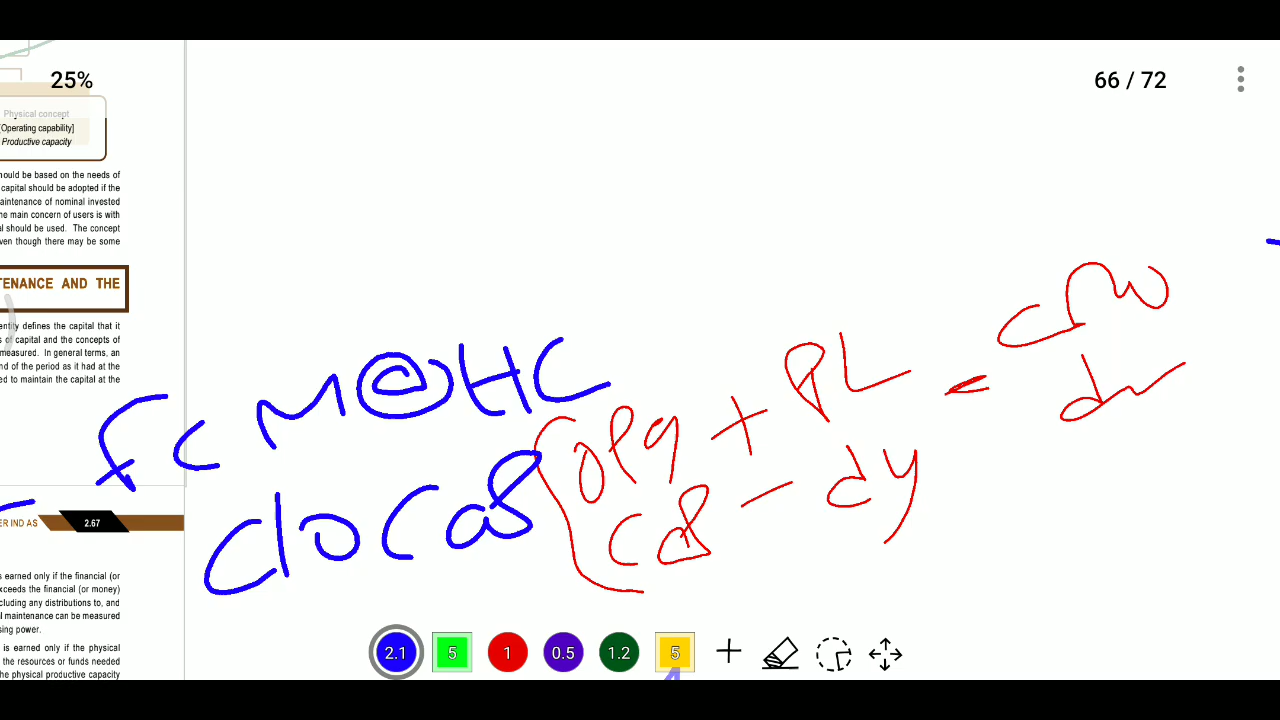 25%
66 / 72
Physical concept
[Operating capability]
Productive capacity
hould be based on the needs of
capital should be adopted if the
aintenance of nominal invested
he main concern of users is with
al should be used. The concept
ven though there may be some
TENANCE AND THE
entity defines the capital that it
s of capital and the concepts of
measured. In general terms, an
nd of the period as it had at the
ed to maintain the capital at the
FCM@HC
OPg + PL =
Cap - dy
ER IND AS 2.67
s earned only if the financial (or
xceeds the financial (or money)
cluding any distributions to, and
l maintenance can be measured
sing power.
is earned only if the physical
the resources or funds needed
he physical productive capacity
2.1 5 1 0.5 1.2 5